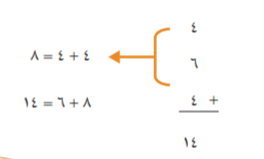 ٤
٦
٨ = ٤ + ٤
٤ +
١٤ = ٦ + ٨
١٤